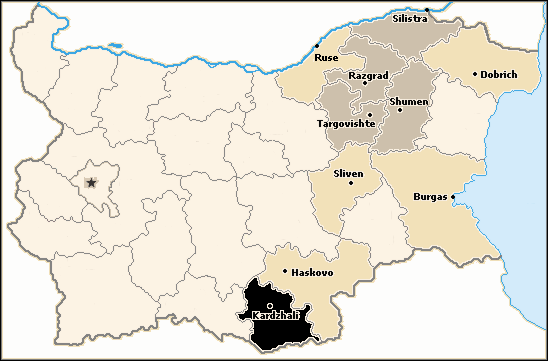 Silistra
Ruse
Razgrad
Dobrich
Shumen
Targovishte
Sliven
Burgas
Haskovo
Kardzhali